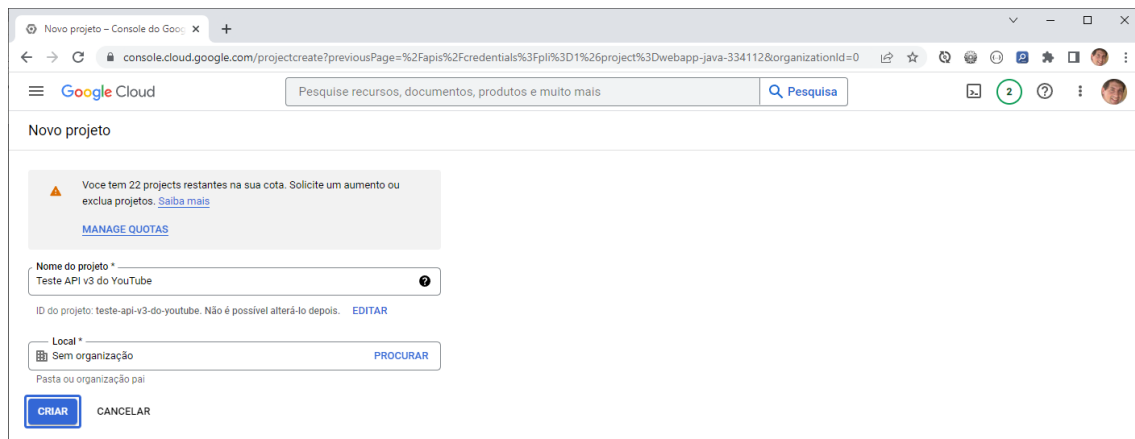 Novo projeto – Console do Goog
console.cloud.google.com/projectcreate?previousPage=%2Fapis%2Fcredentials%3Fpli%3D1%26project%3Dwebapp-java-334112&organizationId=0
Google Cloud
Pesquise recursos, documentos, produtos e muito mais
Pesquisa
2
Novo projeto
Voce tem 22 projects restantes na sua cota. Solicite um aumento ou
exclua projetos. Saiba mais
MANAGE QUOTAS
Nome do projeto *
Teste API v3 do YouTube
ID do projeto: teste-api-v3-do-youtube. Não é possível alterá-lo depois. EDITAR
Local *
Sem organização PROCURAR
Pasta ou organização pai
CRIAR CANCELAR